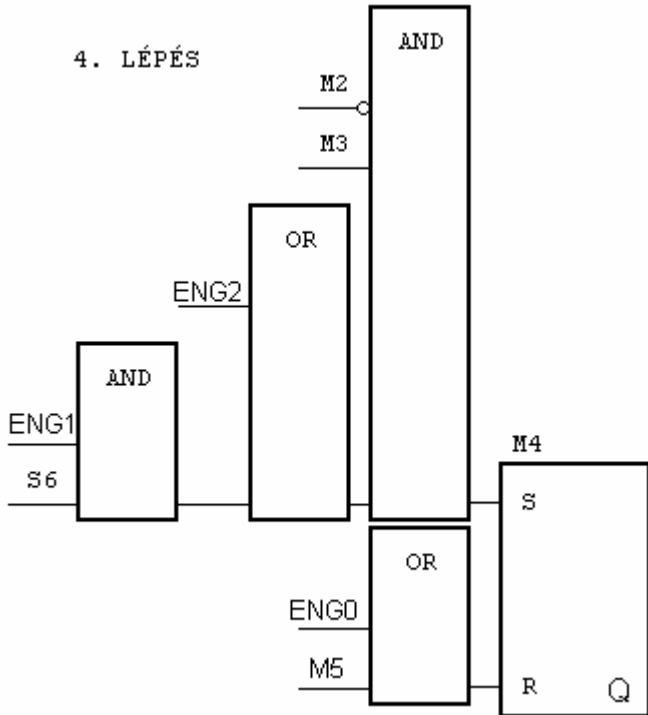 AND
4. LÉPÉS
M2
M3
OR
ENG2
AND
ENG1
S6
M4
S
OR
ENG0
M5
R Q